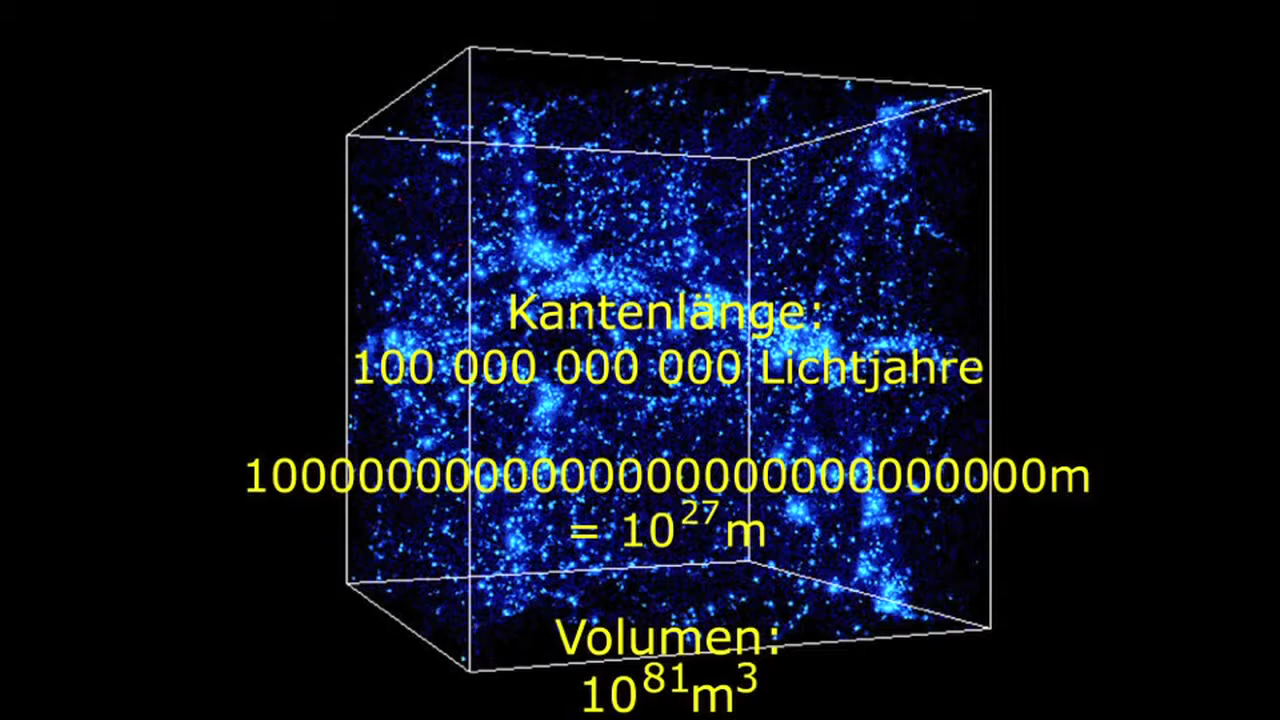 Kantenlänge:
100 000 000 000 Lichtjahre
1000000000000000000000000000m
= 10²⁷m
Volumen:
10⁸¹m³